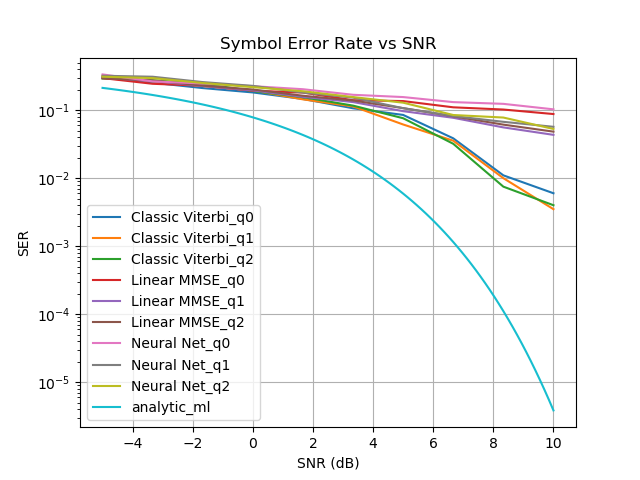 Symbol Error Rate vs SNR
SER
10⁻¹
10⁻²
10⁻³
10⁻⁴
10⁻⁵
Classic Viterbi_q0
Classic Viterbi_q1
Classic Viterbi_q2
Linear MMSE_q0
Linear MMSE_q1
Linear MMSE_q2
Neural Net_q0
Neural Net_q1
Neural Net_q2
analytic_ml
−4 −2 0 2 4 6 8 10
SNR (dB)